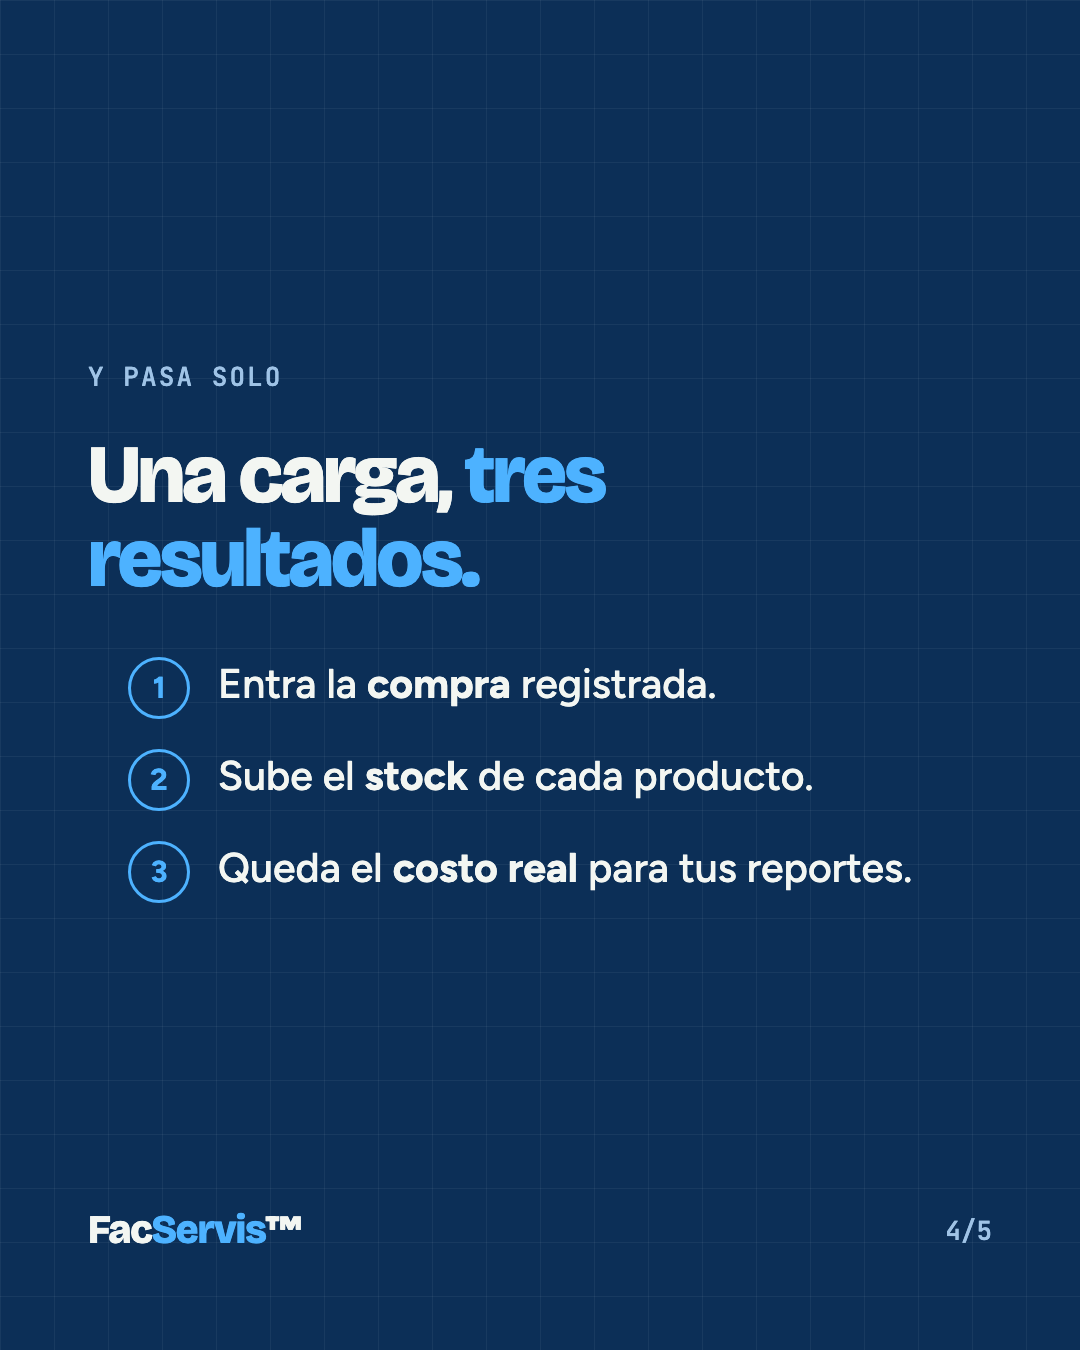 Y PASA SOLO
Una carga, tres
resultados.
1 Entra la compra registrada.
2 Sube el stock de cada producto.
3 Queda el costo real para tus reportes.
FacServis™
4/5